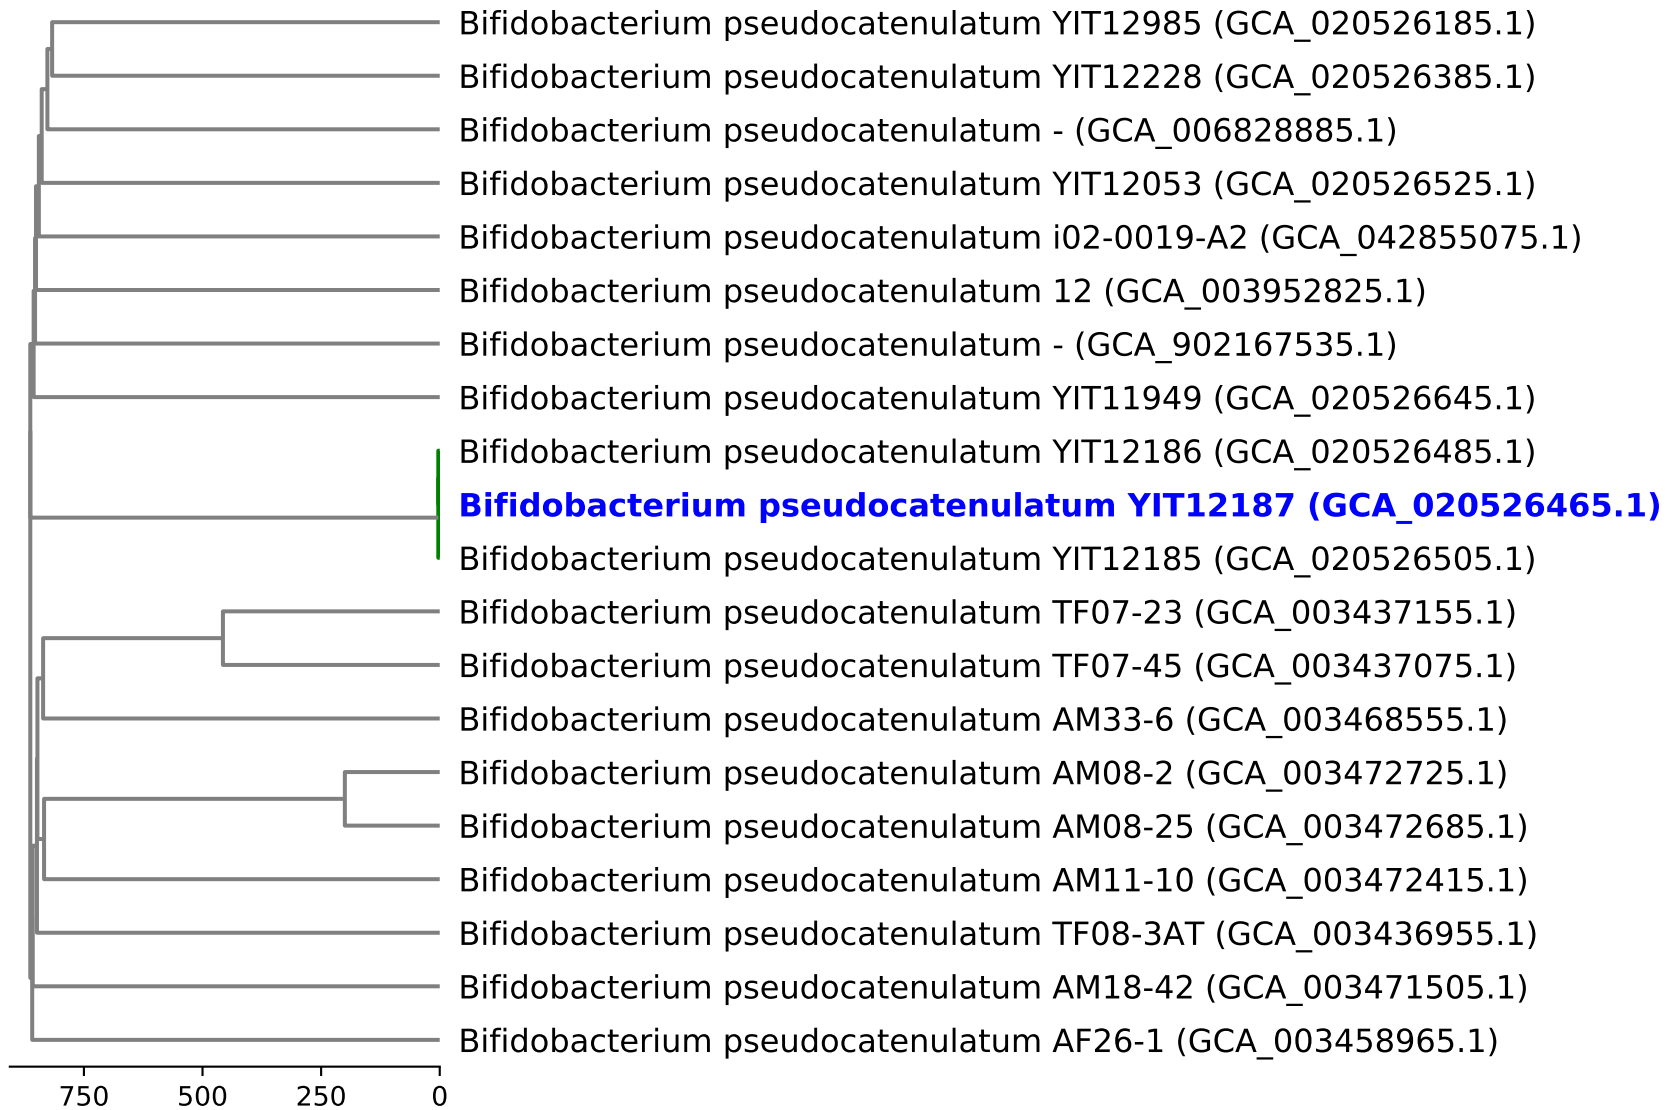 Bifidobacterium pseudocatenulatum YIT12985 (GCA_020526185.1)
Bifidobacterium pseudocatenulatum YIT12228 (GCA_020526385.1)
Bifidobacterium pseudocatenulatum - (GCA_006828885.1)
Bifidobacterium pseudocatenulatum YIT12053 (GCA_020526525.1)
Bifidobacterium pseudocatenulatum i02-0019-A2 (GCA_042855075.1)
Bifidobacterium pseudocatenulatum 12 (GCA_003952825.1)
Bifidobacterium pseudocatenulatum - (GCA_902167535.1)
Bifidobacterium pseudocatenulatum YIT11949 (GCA_020526645.1)
Bifidobacterium pseudocatenulatum YIT12186 (GCA_020526485.1)
Bifidobacterium pseudocatenulatum YIT12187 (GCA_020526465.1)
Bifidobacterium pseudocatenulatum YIT12185 (GCA_020526505.1)
Bifidobacterium pseudocatenulatum TF07-23 (GCA_003437155.1)
Bifidobacterium pseudocatenulatum TF07-45 (GCA_003437075.1)
Bifidobacterium pseudocatenulatum AM33-6 (GCA_003468555.1)
Bifidobacterium pseudocatenulatum AM08-2 (GCA_003472725.1)
Bifidobacterium pseudocatenulatum AM08-25 (GCA_003472685.1)
Bifidobacterium pseudocatenulatum AM11-10 (GCA_003472415.1)
Bifidobacterium pseudocatenulatum TF08-3AT (GCA_003436955.1)
Bifidobacterium pseudocatenulatum AM18-42 (GCA_003471505.1)
Bifidobacterium pseudocatenulatum AF26-1 (GCA_003458965.1)
750 500 250 0